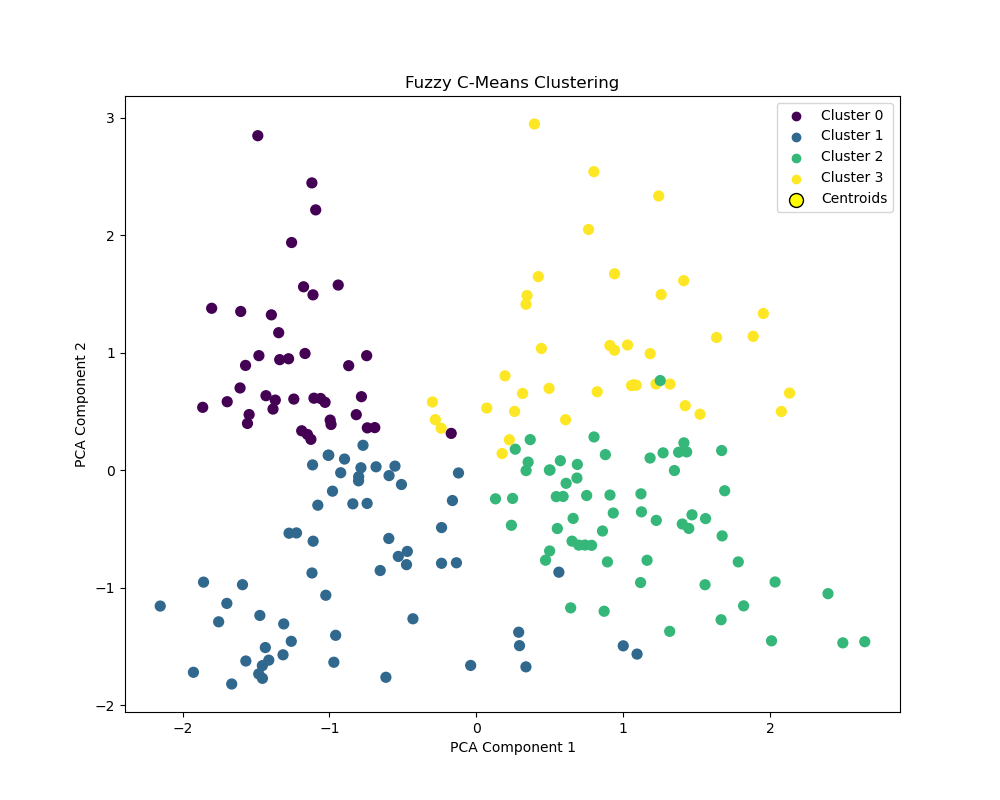 Fuzzy C-Means Clustering
3
2
1
0
−1
−2
PCA Component 2
Cluster 0
Cluster 1
Cluster 2
Cluster 3
Centroids
−2 −1 0 1 2
PCA Component 1